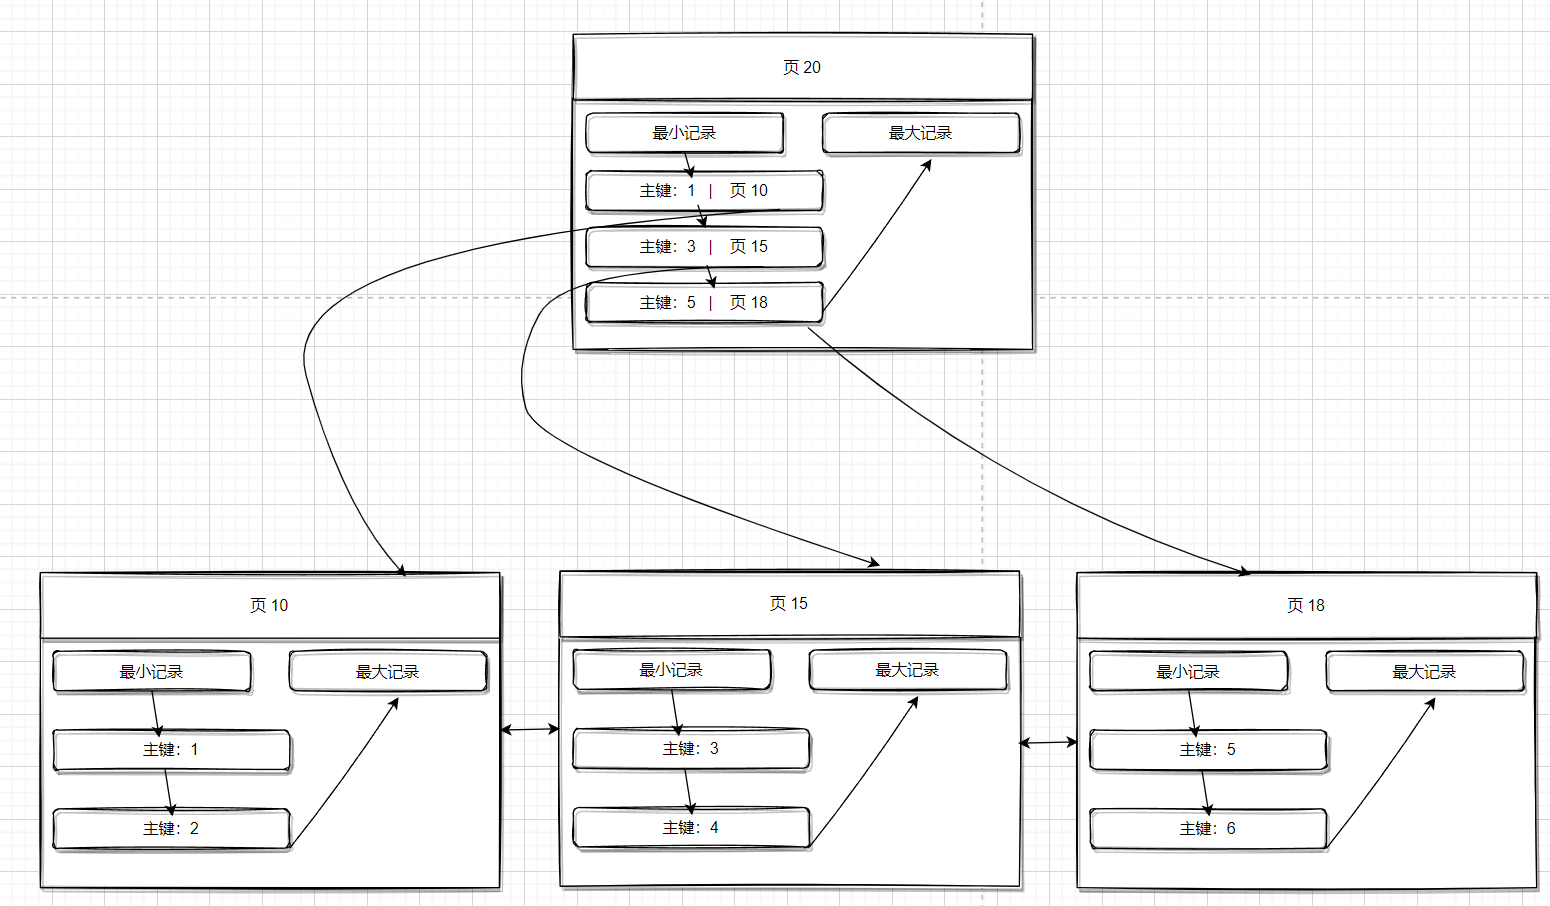 页 20
最小记录
最大记录
主键：1 | 页 10
主键：3 | 页 15
主键：5 | 页 18
页 10
最小记录
最大记录
主键：1
主键：2
页 15
最小记录
最大记录
主键：3
主键：4
页 18
最小记录
最大记录
主键：5
主键：6